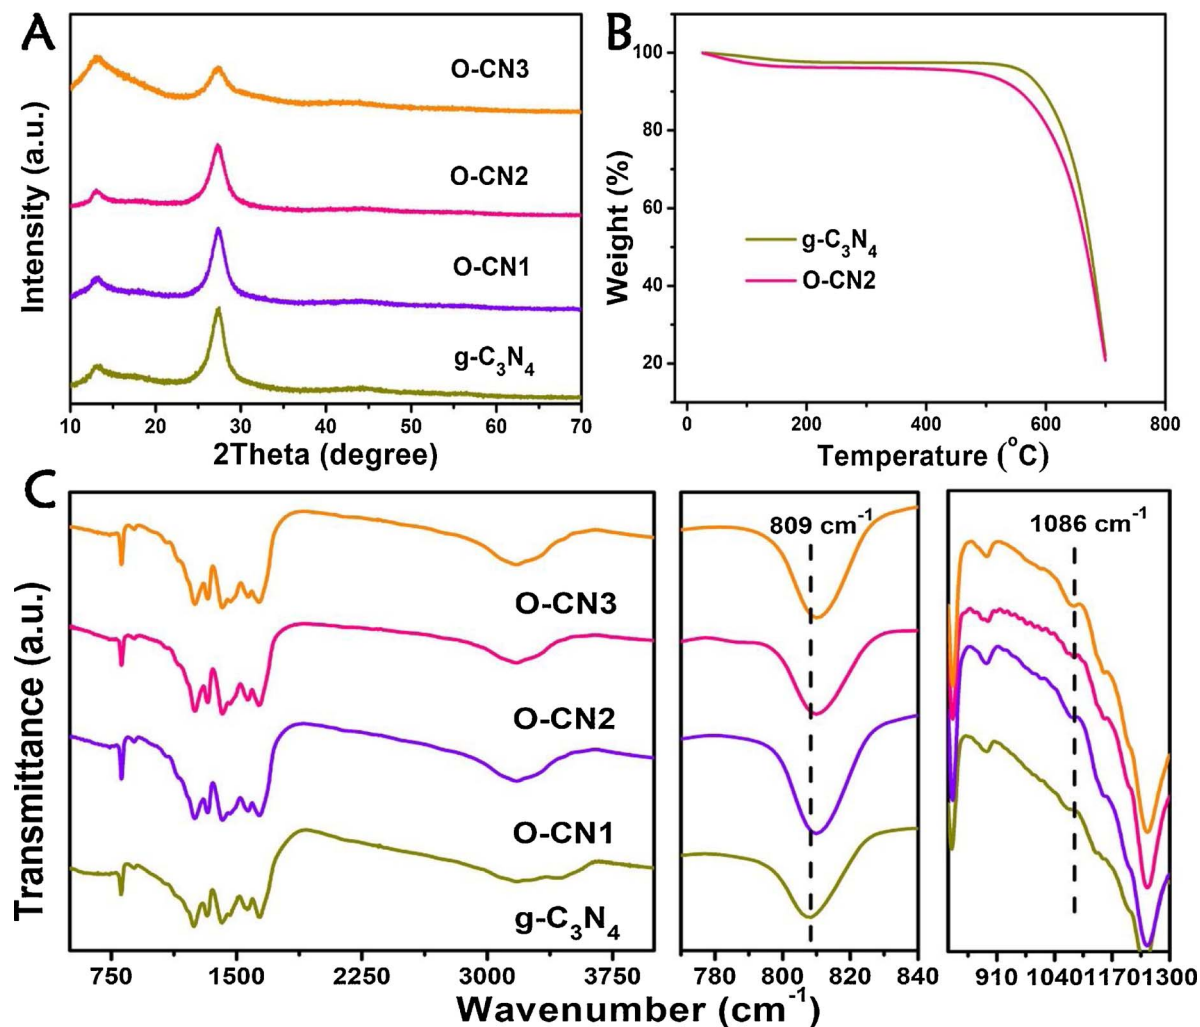 A
O-CN3
O-CN2
O-CN1
g-C₃N₄
Intensity (a.u.)
10 20 30 40 50 60 70
2Theta (degree)
B
100
80
60
40
20
Weight (%)
g-C₃N₄
O-CN2
0 200 400 600 800
Temperature (°C)
C
O-CN3
O-CN2
O-CN1
g-C₃N₄
Transmittance (a.u.)
750 1500 2250 3000 3750
809 cm⁻¹
770 780 800 820 840
1086 cm⁻¹
910 1040 1170 1300
Wavenumber (cm⁻¹)